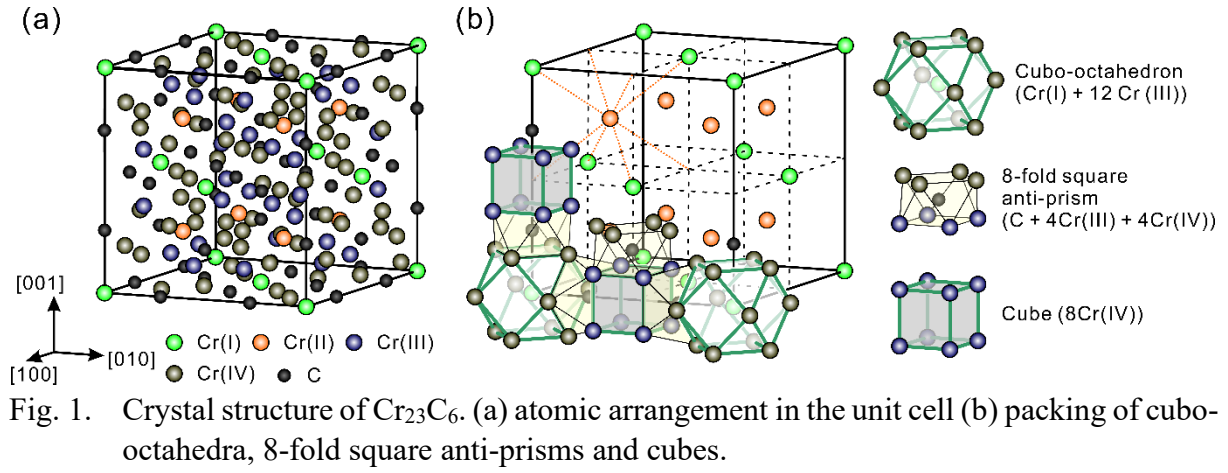 (a)
(b)
[001]
[100]
[010]
Cr(I)
Cr(II)
Cr(III)
Cr(IV)
C
Cubo-octahedron
(Cr(I) + 12 Cr (III))
8-fold square
anti-prism
(C + 4Cr(III) + 4Cr(IV))
Cube (8Cr(IV))
Fig. 1. Crystal structure of Cr₂₃C₆. (a) atomic arrangement in the unit cell (b) packing of cubo-
octahedra, 8-fold square anti-prisms and cubes.